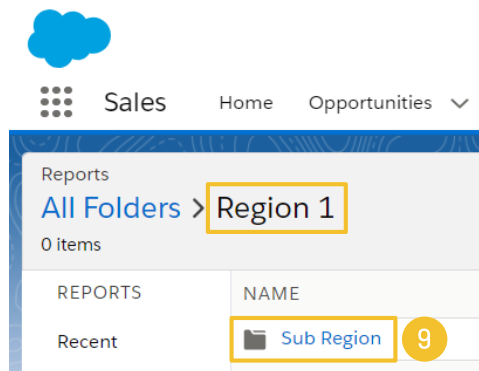 Sales Home Opportunities
Reports
All Folders > Region 1
0 items
REPORTS NAME
Recent Sub Region 9